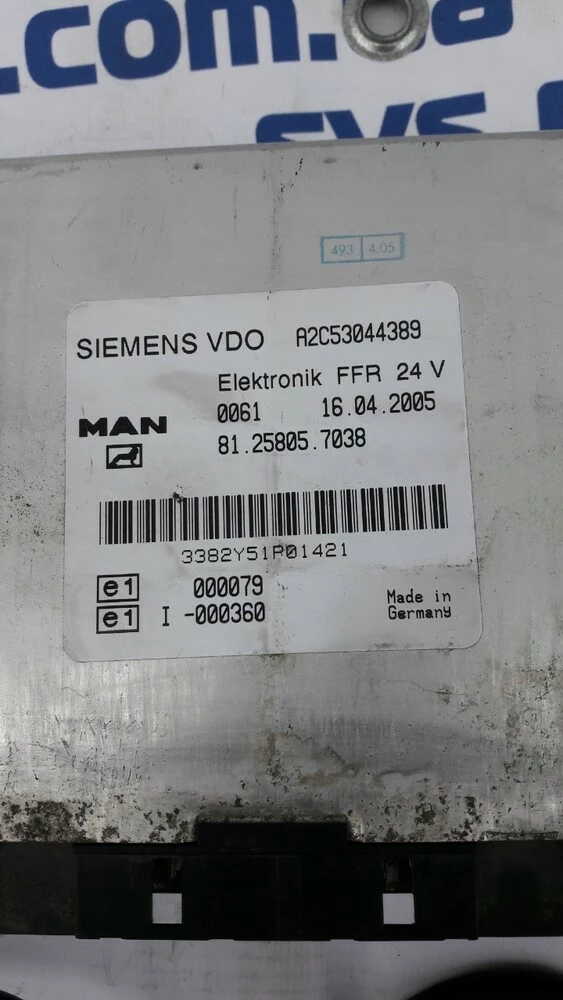 .com.ua
sys
493 4.05
SIEMENS VDO A2C53044389
Elektronik FFR 24 V
MAN 0061 16.04.2005
81.25805.7038
3382Y51P01421
e1 000079
e1 I -000360
Made in
Germany